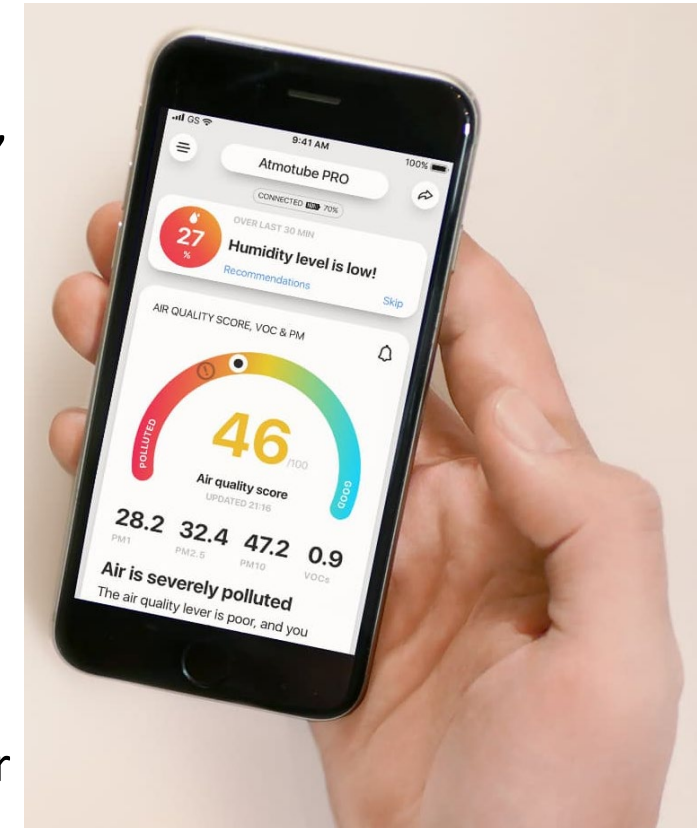 ,
GS 9:41 AM 100%
Atmotube PRO
CONNECTED 70%
OVER LAST 30 MIN
27
%
Humidity level is low!
Recommendations Skip
AIR QUALITY SCORE, VOC & PM
POLLUTED
46 /100
GOOD
Air quality score
UPDATED 21:16
28.2 32.4 47.2 0.9
PM1 PM2.5 PM10 VOCs
Air is severely polluted
The air quality lever is poor, and you
r